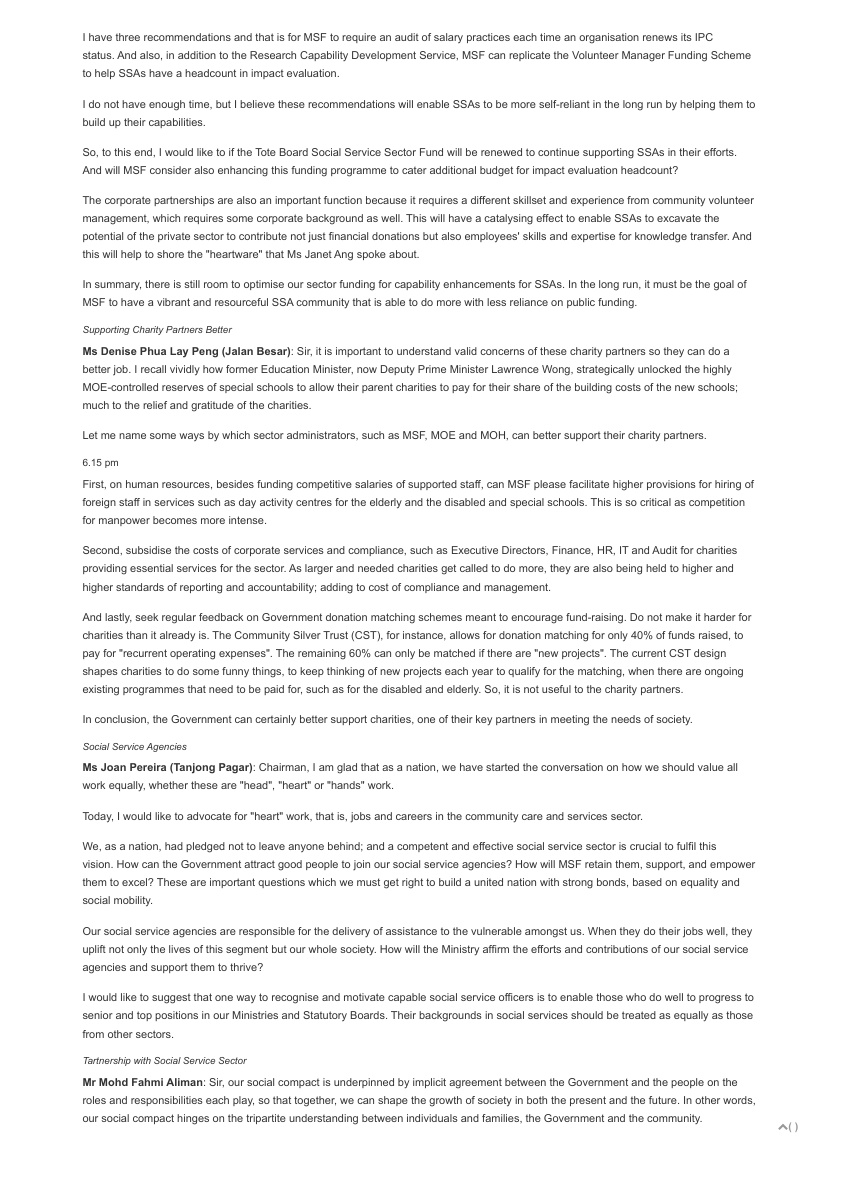 I have three recommendations and that is for MSF to require an audit of salary practices each time an organisation renews its IPC
status. And also, in addition to the Research Capability Development Service, MSF can replicate the Volunteer Manager Funding Scheme
to help SSAs have a headcount in impact evaluation.
I do not have enough time, but I believe these recommendations will enable SSAs to be more self-reliant in the long run by helping them to
build up their capabilities.
So, to this end, I would like to if the Tote Board Social Service Sector Fund will be renewed to continue supporting SSAs in their efforts.
And will MSF consider also enhancing this funding programme to cater additional budget for impact evaluation headcount?
The corporate partnerships are also an important function because it requires a different skillset and experience from community volunteer
management, which requires some corporate background as well. This will have a catalysing effect to enable SSAs to excavate the
potential of the private sector to contribute not just financial donations but also employees' skills and expertise for knowledge transfer. And
this will help to shore the "heartware" that Ms Janet Ang spoke about.
In summary, there is still room to optimise our sector funding for capability enhancements for SSAs. In the long run, it must be the goal of
MSF to have a vibrant and resourceful SSA community that is able to do more with less reliance on public funding.
Supporting Charity Partners Better
Ms Denise Phua Lay Peng (Jalan Besar): Sir, it is important to understand valid concerns of these charity partners so they can do a
better job. I recall vividly how former Education Minister, now Deputy Prime Minister Lawrence Wong, strategically unlocked the highly
MOE-controlled reserves of special schools to allow their parent charities to pay for their share of the building costs of the new schools;
much to the relief and gratitude of the charities.
Let me name some ways by which sector administrators, such as MSF, MOE and MOH, can better support their charity partners.
6.15 pm
First, on human resources, besides funding competitive salaries of supported staff, can MSF please facilitate higher provisions for hiring of
foreign staff in services such as day activity centres for the elderly and the disabled and special schools. This is so critical as competition
for manpower becomes more intense.
Second, subsidise the costs of corporate services and compliance, such as Executive Directors, Finance, HR, IT and Audit for charities
providing essential services for the sector. As larger and needed charities get called to do more, they are also being held to higher and
higher standards of reporting and accountability; adding to cost of compliance and management.
And lastly, seek regular feedback on Government donation matching schemes meant to encourage fund-raising. Do not make it harder for
charities than it already is. The Community Silver Trust (CST), for instance, allows for donation matching for only 40% of funds raised, to
pay for "recurrent operating expenses". The remaining 60% can only be matched if there are "new projects". The current CST design
shapes charities to do some funny things, to keep thinking of new projects each year to qualify for the matching, when there are ongoing
existing programmes that need to be paid for, such as for the disabled and elderly. So, it is not useful to the charity partners.
In conclusion, the Government can certainly better support charities, one of their key partners in meeting the needs of society.
Social Service Agencies
Ms Joan Pereira (Tanjong Pagar): Chairman, I am glad that as a nation, we have started the conversation on how we should value all
work equally, whether these are "head", "heart" or "hands" work.
Today, I would like to advocate for "heart" work, that is, jobs and careers in the community care and services sector.
We, as a nation, had pledged not to leave anyone behind; and a competent and effective social service sector is crucial to fulfil this
vision. How can the Government attract good people to join our social service agencies? How will MSF retain them, support, and empower
them to excel? These are important questions which we must get right to build a united nation with strong bonds, based on equality and
social mobility.
Our social service agencies are responsible for the delivery of assistance to the vulnerable amongst us. When they do their jobs well, they
uplift not only the lives of this segment but our whole society. How will the Ministry affirm the efforts and contributions of our social service
agencies and support them to thrive?
I would like to suggest that one way to recognise and motivate capable social service officers is to enable those who do well to progress to
senior and top positions in our Ministries and Statutory Boards. Their backgrounds in social services should be treated as equally as those
from other sectors.
Tartnership with Social Service Sector
Mr Mohd Fahmi Aliman: Sir, our social compact is underpinned by implicit agreement between the Government and the people on the
roles and responsibilities each play, so that together, we can shape the growth of society in both the present and the future. In other words,
our social compact hinges on the tripartite understanding between individuals and families, the Government and the community.
( )